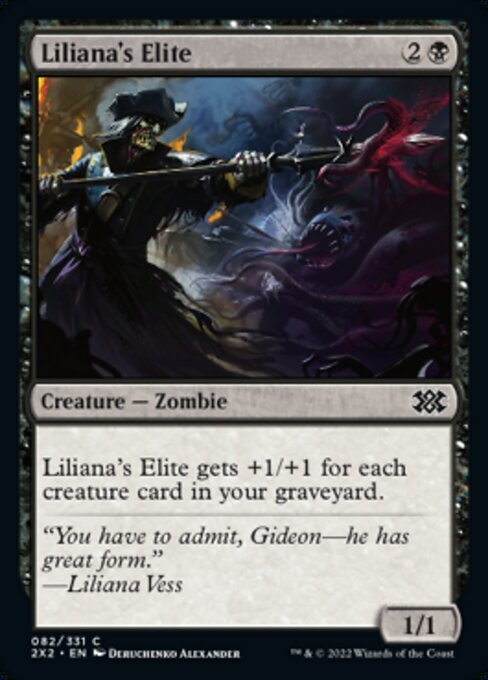 Liliana's Elite 2
Creature — Zombie
Liliana's Elite gets +1/+1 for each
creature card in your graveyard.
“You have to admit, Gideon—he has
great form.”
—Liliana Vess
1/1
082/331 C
2X2 • EN Deruchenko Alexander
™ & © 2022 Wizards of the Coast